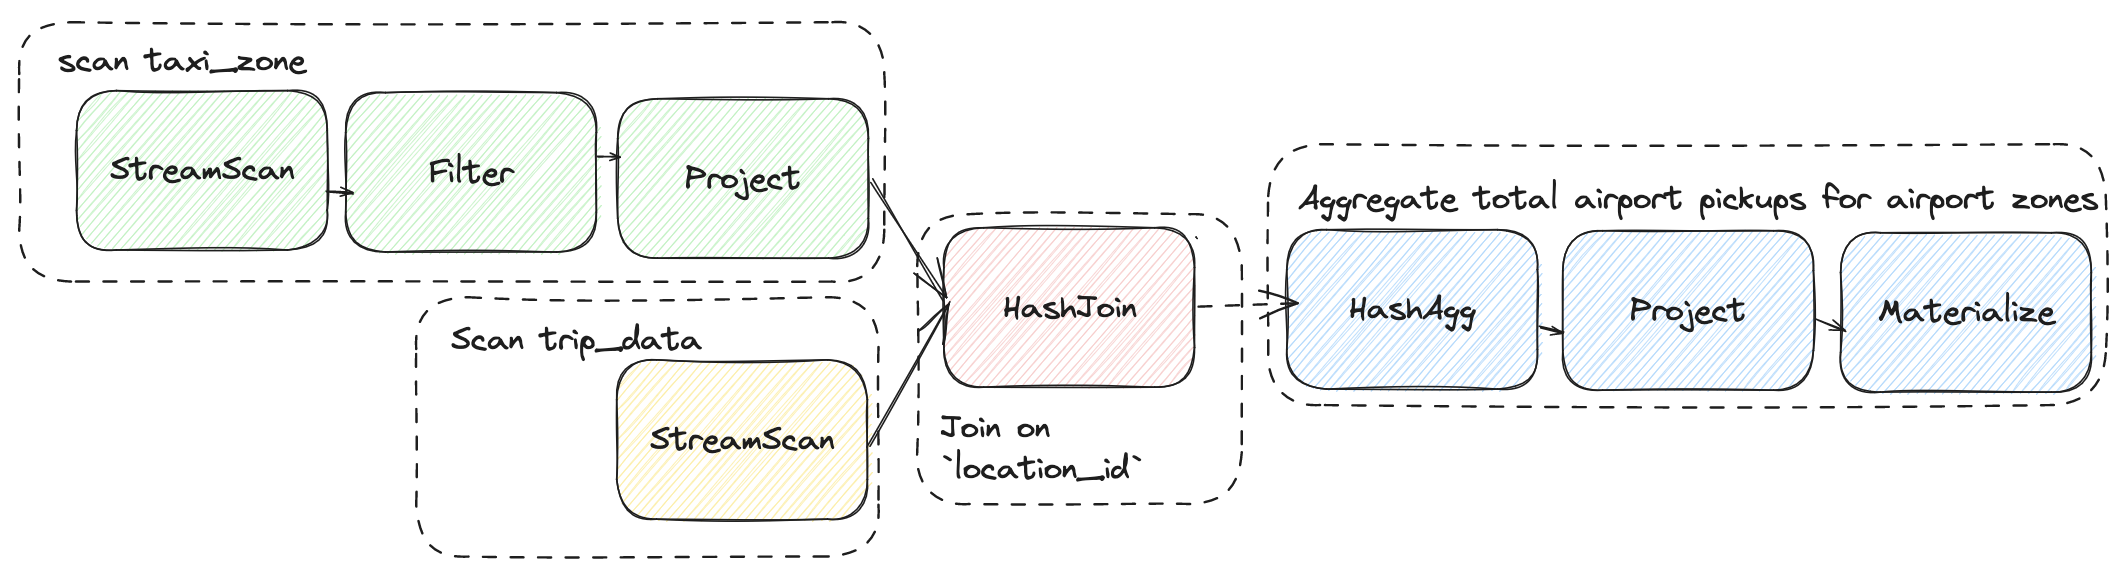 scan taxi_zone
StreamScan
Filter
Project
Scan trip_data
StreamScan
HashJoin
Join on
`location_id`
Aggregate total airport pickups for airport zones
HashAgg
Project
Materialize